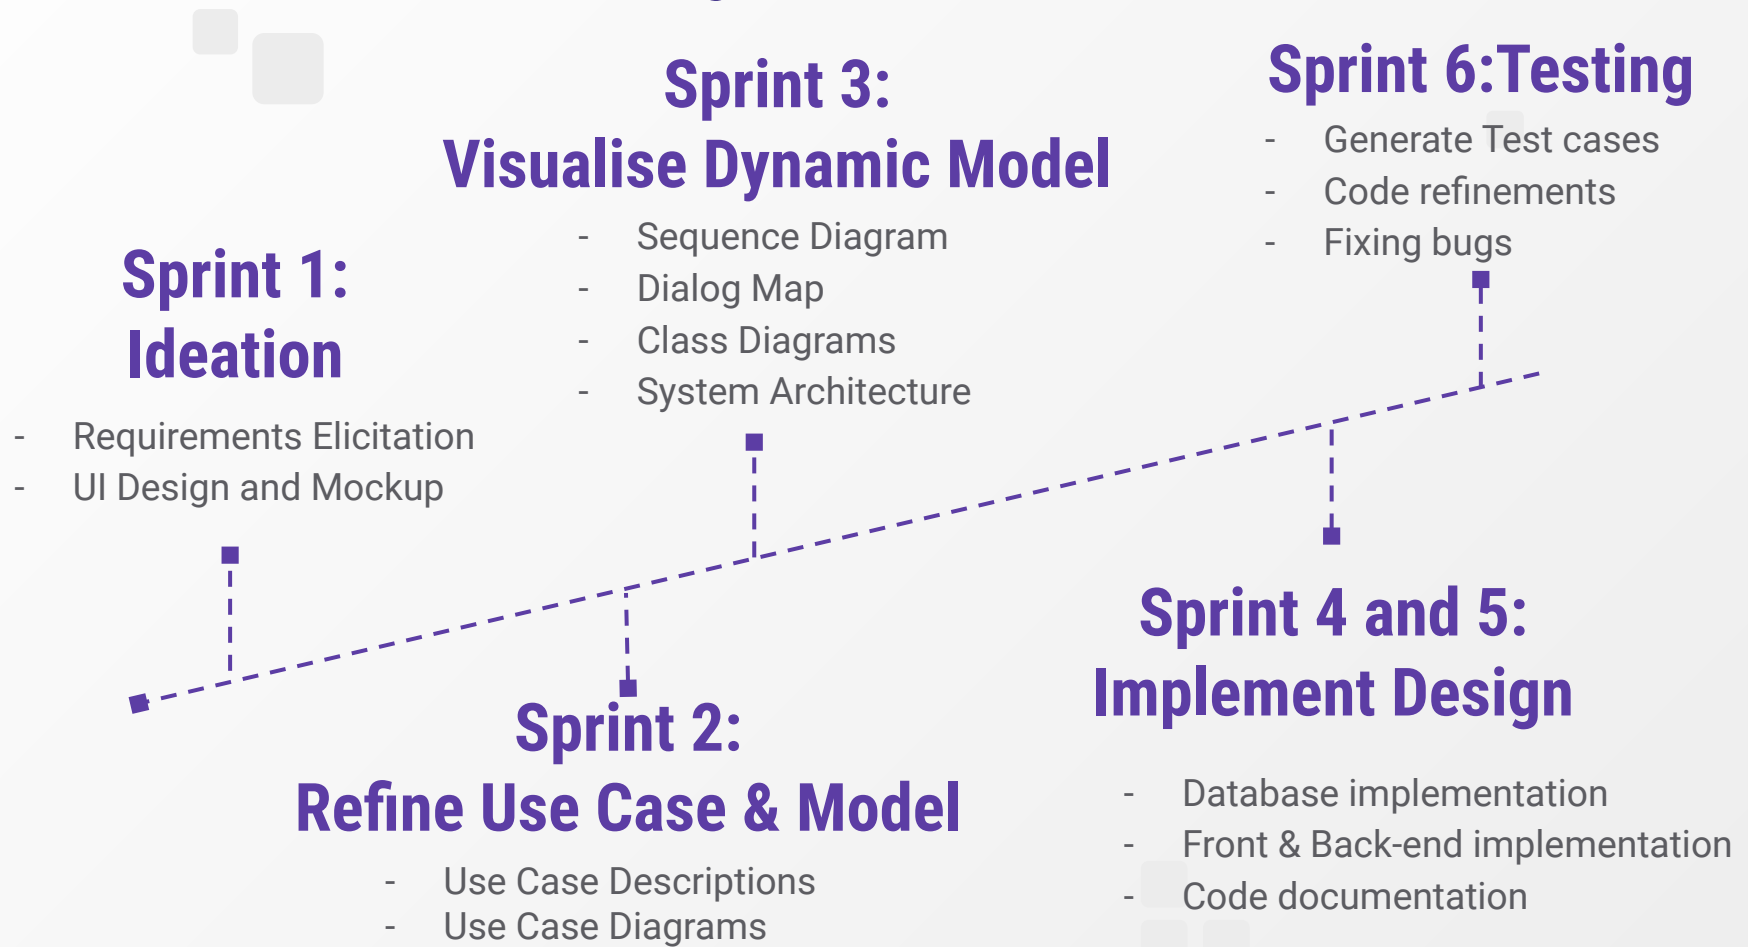 Sprint 1:
Ideation
- Requirements Elicitation
- UI Design and Mockup
Sprint 2:
Refine Use Case & Model
- Use Case Descriptions
- Use Case Diagrams
Sprint 3:
Visualise Dynamic Model
- Sequence Diagram
- Dialog Map
- Class Diagrams
- System Architecture
Sprint 4 and 5:
Implement Design
- Database implementation
- Front & Back-end implementation
- Code documentation
Sprint 6:Testing
- Generate Test cases
- Code refinements
- Fixing bugs